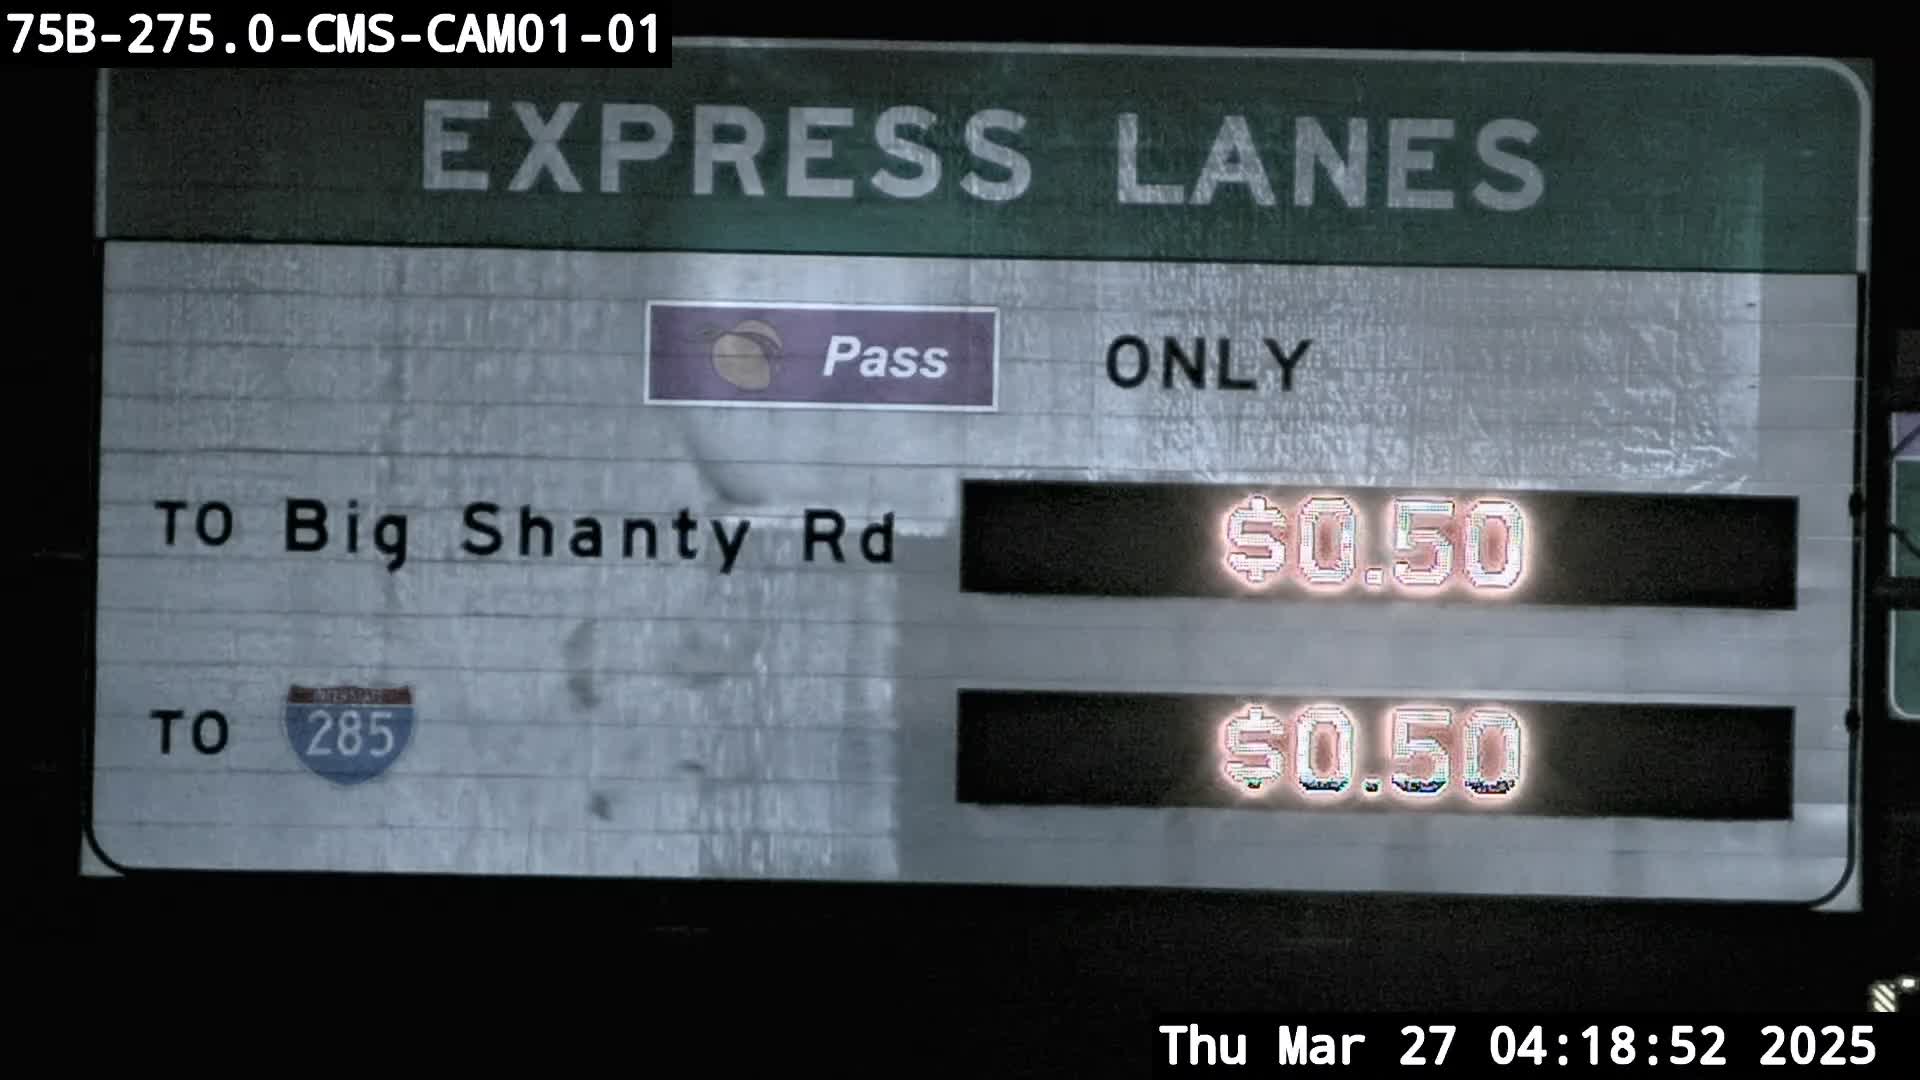 75B-275.0-CMS-CAM01-01
EXPRESS LANES
Pass ONLY
TO Big Shanty Rd $0.50
INTERSTATE
TO 285 $0.50
Thu Mar 27 04:18:52 2025